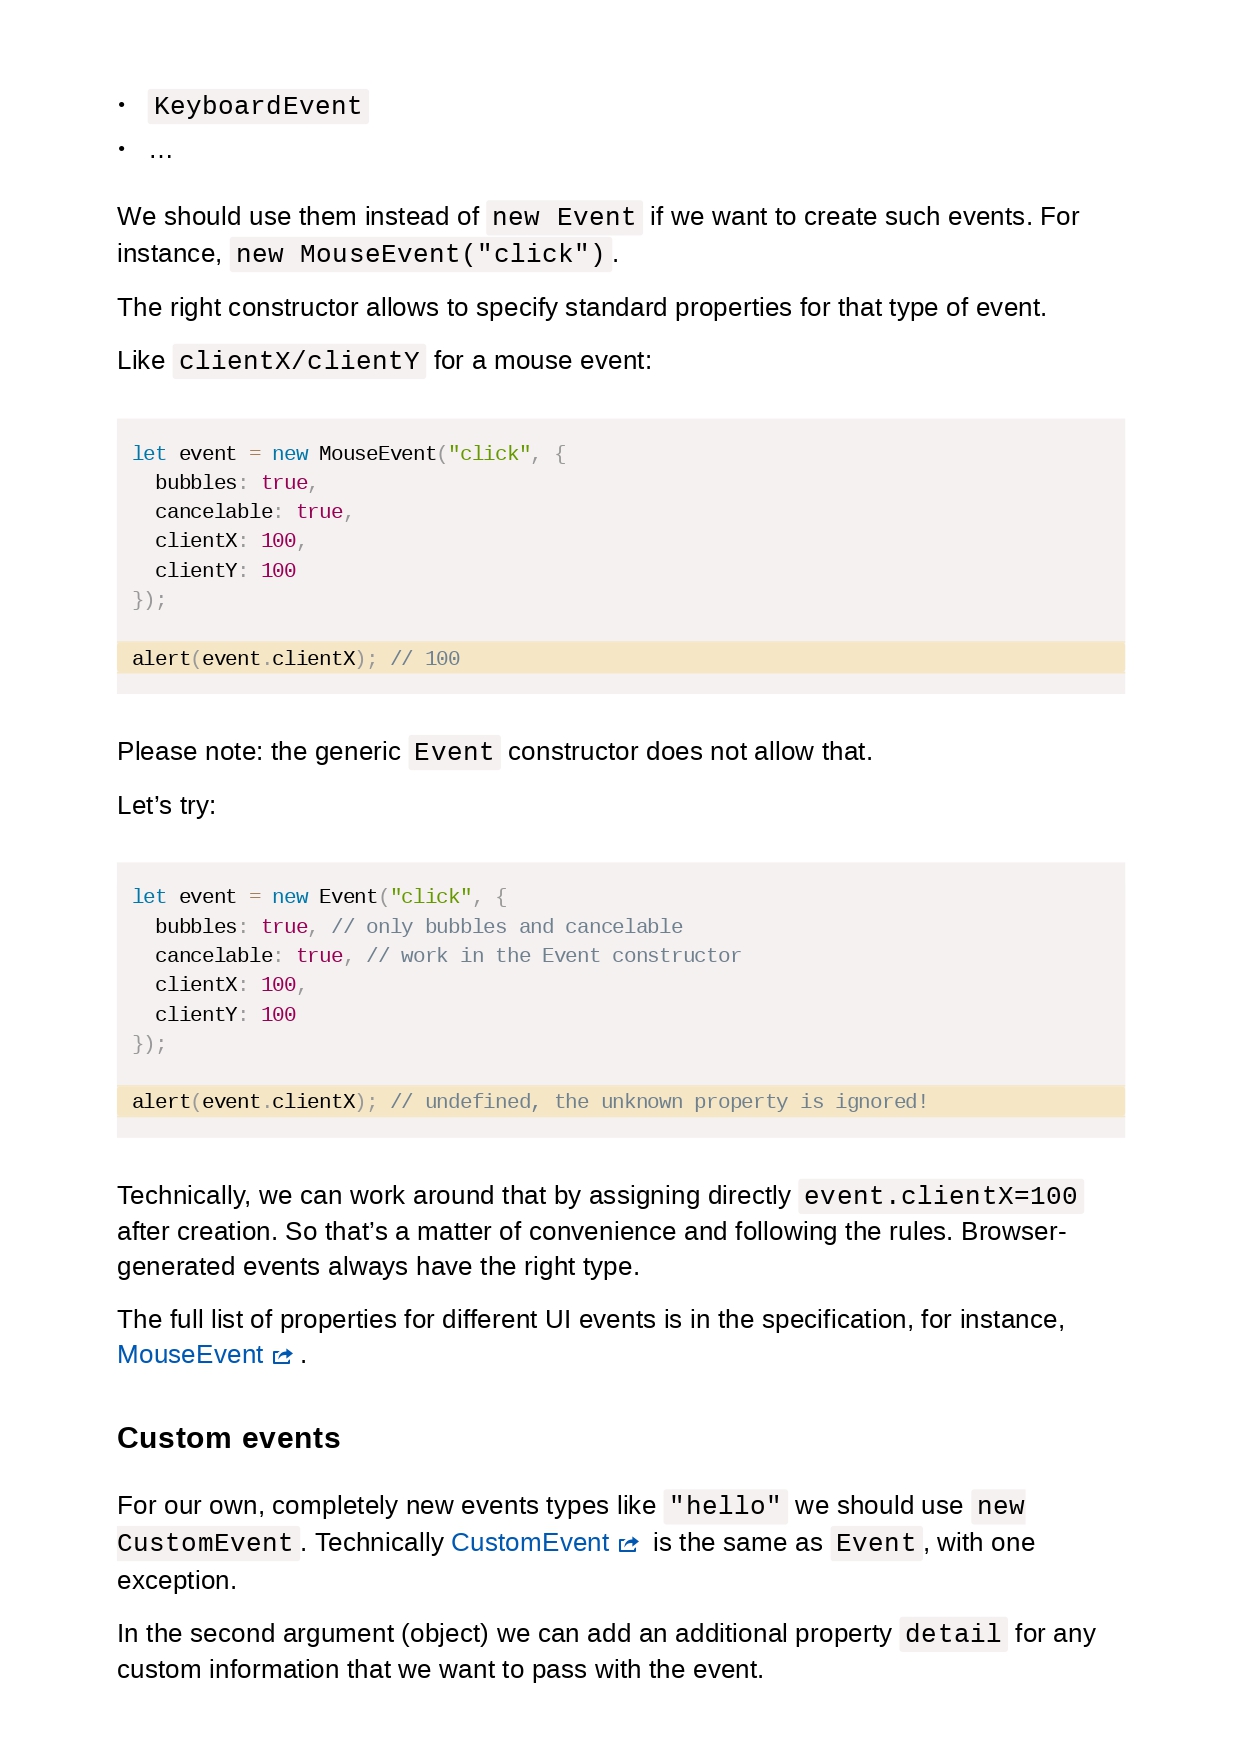 • KeyboardEvent
• …
We should use them instead of new Event if we want to create such events. For
instance, new MouseEvent("click").
The right constructor allows to specify standard properties for that type of event.
Like clientX/clientY for a mouse event:
let event = new MouseEvent("click", {
  bubbles: true,
  cancelable: true,
  clientX: 100,
  clientY: 100
});
alert(event.clientX); // 100
Please note: the generic Event constructor does not allow that.
Let’s try:
let event = new Event("click", {
  bubbles: true, // only bubbles and cancelable
  cancelable: true, // work in the Event constructor
  clientX: 100,
  clientY: 100
});
alert(event.clientX); // undefined, the unknown property is ignored!
Technically, we can work around that by assigning directly event.clientX=100
after creation. So that’s a matter of convenience and following the rules. Browser-
generated events always have the right type.
The full list of properties for different UI events is in the specification, for instance,
MouseEvent .
Custom events
For our own, completely new events types like "hello" we should use new
CustomEvent. Technically CustomEvent is the same as Event, with one
exception.
In the second argument (object) we can add an additional property detail for any
custom information that we want to pass with the event.